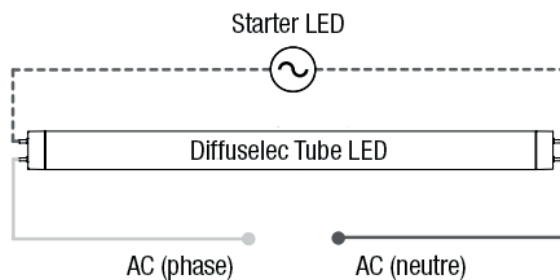 Starter LED
Diffuselec Tube LED
AC (phase)
AC (neutre)